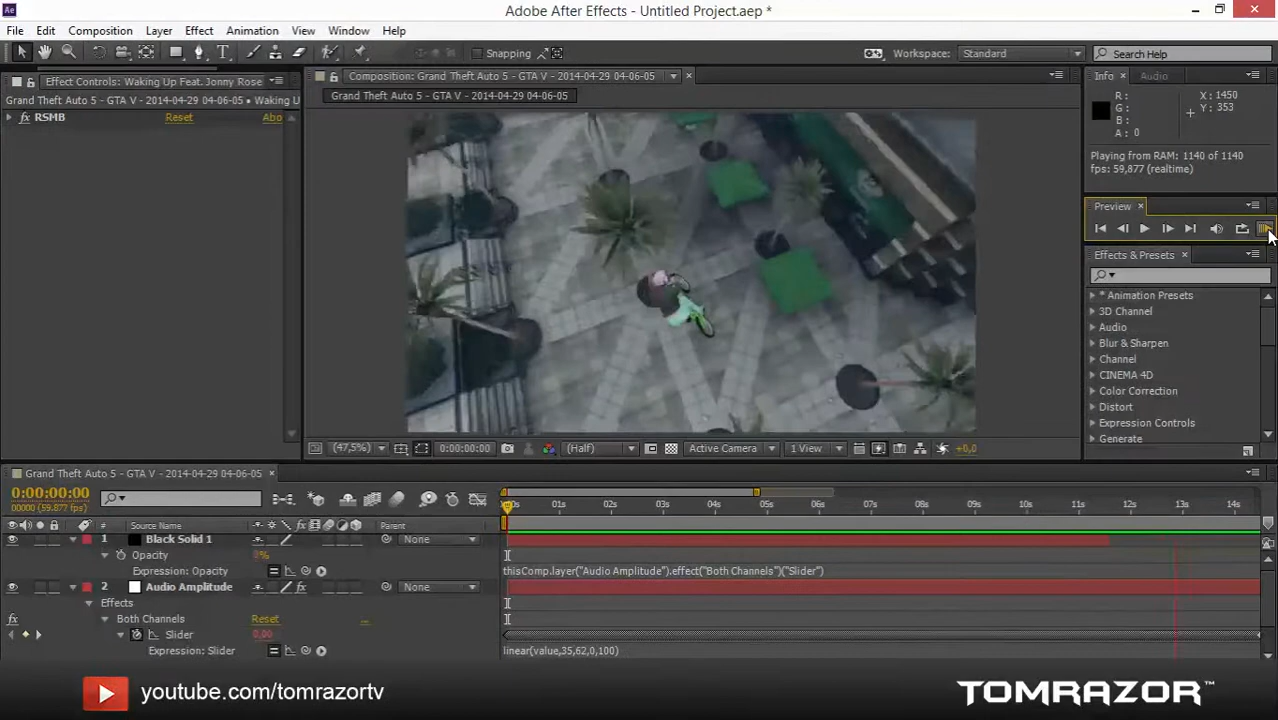 Ae
Adobe After Effects - Untitled Project.aep *
File Edit Composition Layer Effect Animation View Window Help
Snapping
Workspace: Standard
Search Help
Effect Controls: Waking Up Feat. Jonny Rose
Composition: Grand Theft Auto 5 - GTA V - 2014-04-29 04-06-05
Info Audio
Grand Theft Auto 5 - GTA V - 2014-04-29 04-06-05 • Waking U
Grand Theft Auto 5 - GTA V - 2014-04-29 04-06-05
fx RSMB Reset Abo
R:
G:
B:
A: 0
X: 1450
Y: 353
Playing from RAM: 1140 of 1140
fps: 59,877 (realtime)
Preview
Effects & Presets
* Animation Presets
3D Channel
Audio
Blur & Sharpen
Channel
CINEMA 4D
Color Correction
Distort
Expression Controls
Generate
(47,5%) 0:00:00:00 (Half) Active Camera 1 View +0,0
Grand Theft Auto 5 - GTA V - 2014-04-29 04-06-05
0:00:00:00
00000 (59.877 fps)
00s 01s 02s 03s 04s 05s 06s 07s 08s 09s 10s 11s 12s 13s 14s
# Source Name Parent
1 Black Solid 1 None
Opacity
Expression: Opacity
thisComp.layer("Audio Amplitude").effect("Both Channels")("Slider")
2 Audio Amplitude fx None
Effects
fx Both Channels Reset ...
Slider 0,00
Expression: Slider
linear(value,35,62,0,100)
youtube.com/tomrazortv
TOMRAZOR™